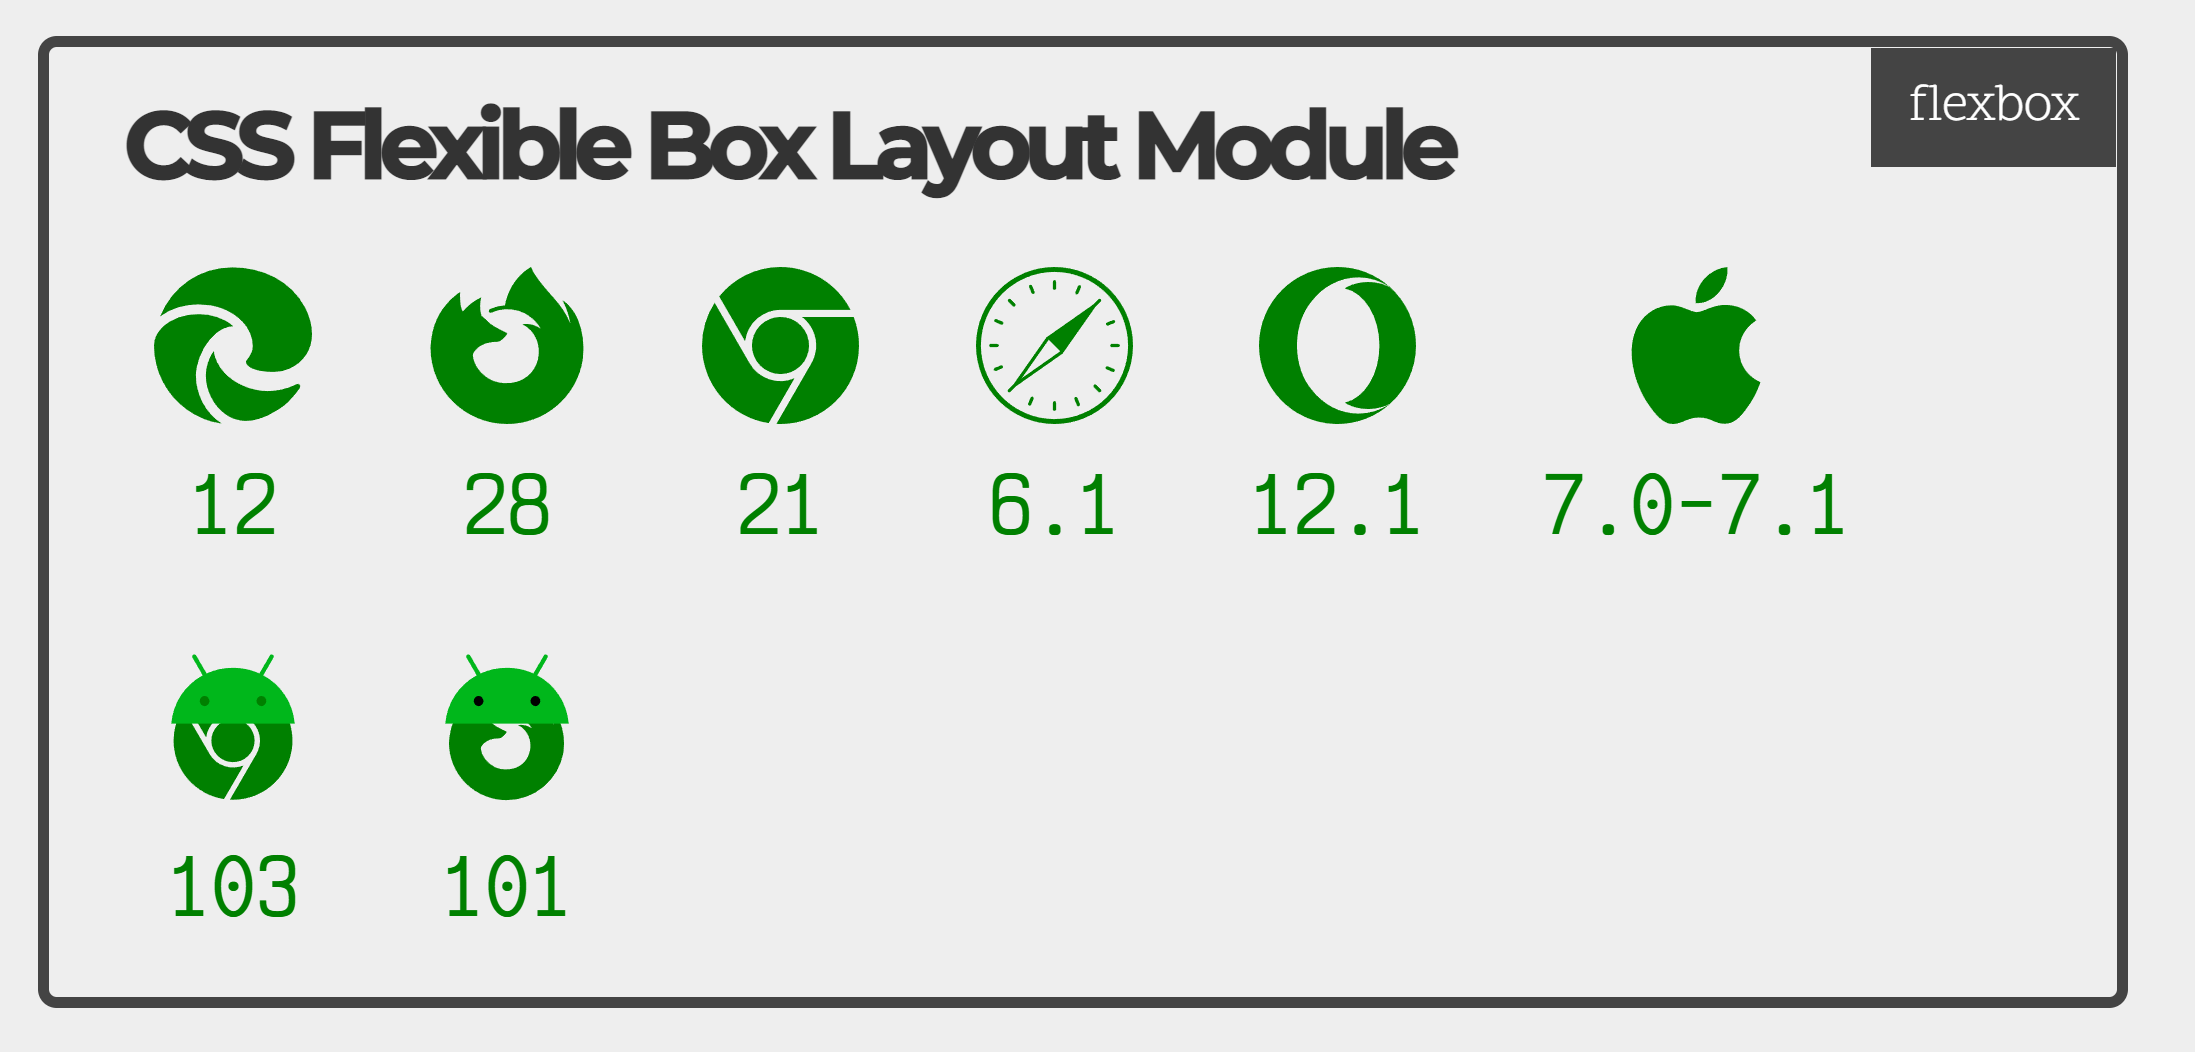 flexbox
CSS Flexible Box Layout Module
12 28 21 6.1 12.1 7.0-7.1
103 101